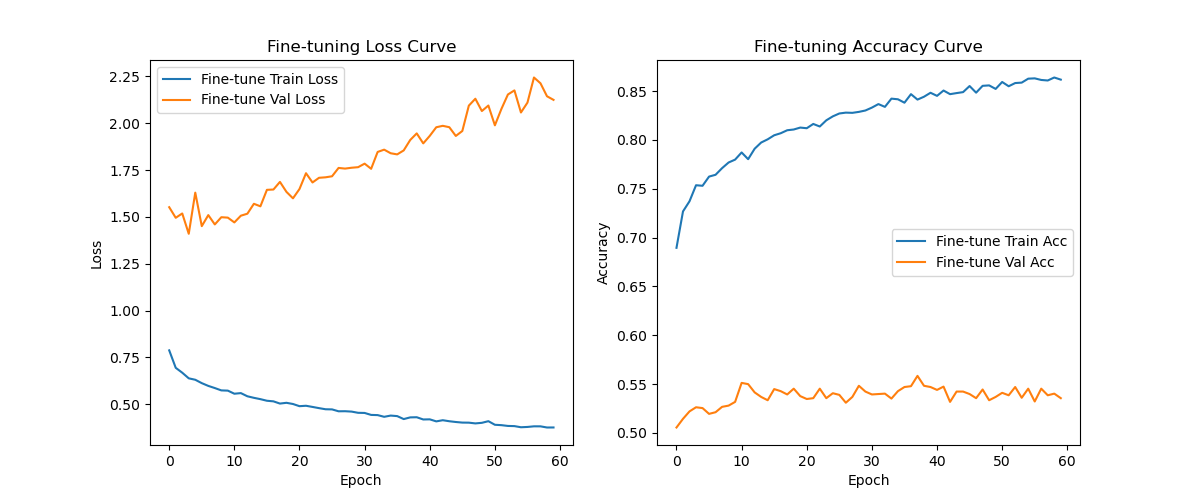 Fine-tuning Loss Curve
Fine-tune Train Loss
Fine-tune Val Loss
2.25
2.00
1.75
1.50
1.25
1.00
0.75
0.50
Loss
0 10 20 30 40 50 60
Epoch
Fine-tuning Accuracy Curve
0.85
0.80
0.75
0.70
0.65
0.60
0.55
0.50
Accuracy
Fine-tune Train Acc
Fine-tune Val Acc
0 10 20 30 40 50 60
Epoch